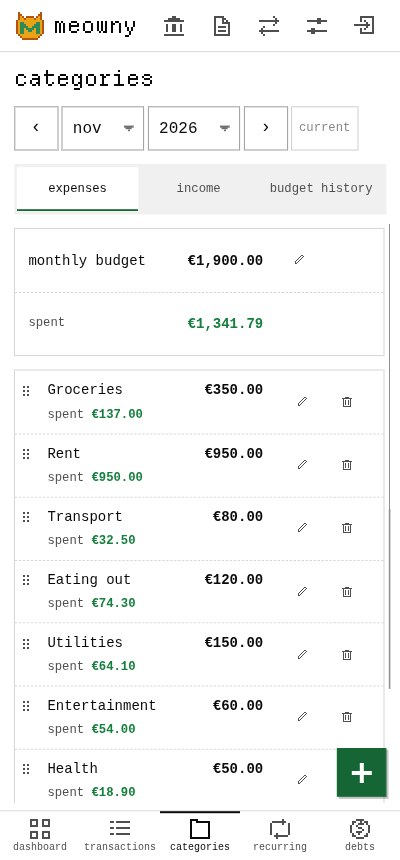 meowny
categories
‹ nov 2026 › current
expenses income budget history
monthly budget €1,900.00
spent €1,341.79
Groceries €350.00
spent €137.00
Rent €950.00
spent €950.00
Transport €80.00
spent €32.50
Eating out €120.00
spent €74.30
Utilities €150.00
spent €64.10
Entertainment €60.00
spent €54.00
Health €50.00
spent €18.90
+
dashboard transactions categories recurring debts